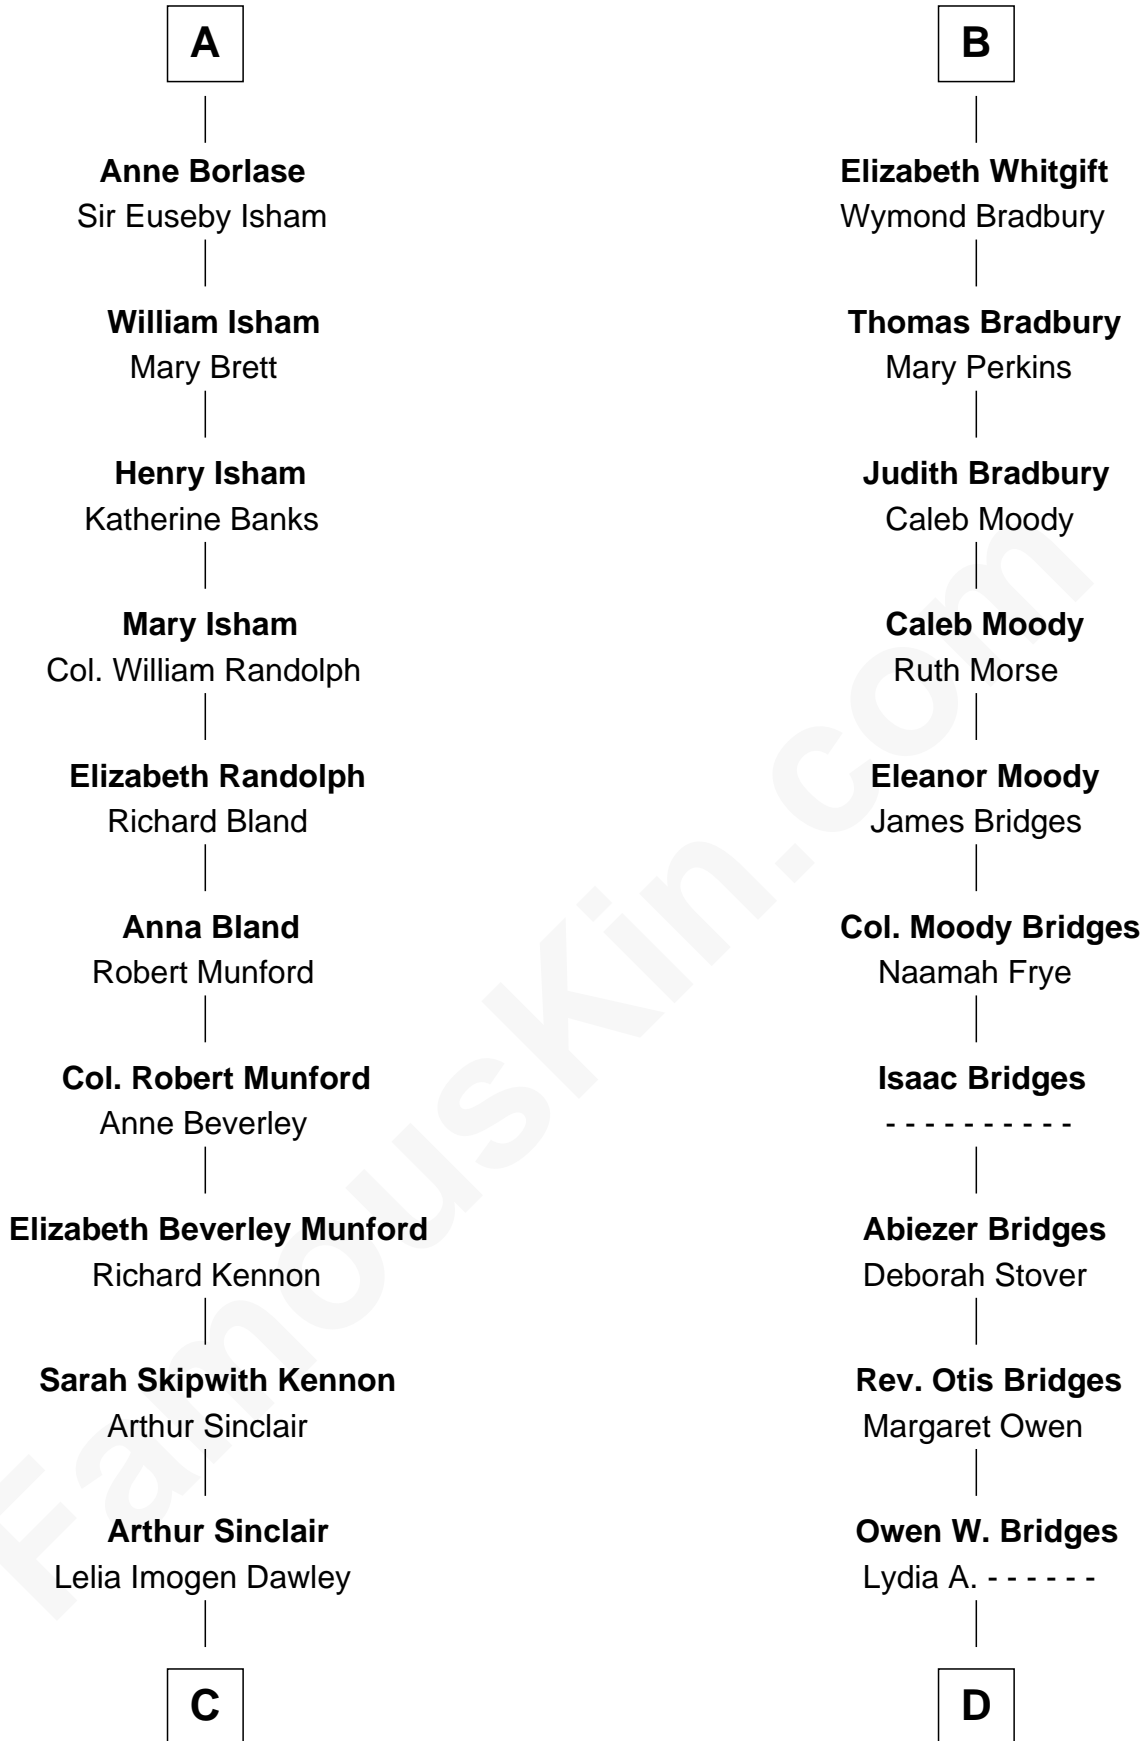 A
Anne Borlase
Sir Euseby Isham
William Isham
Mary Brett
Henry Isham
Katherine Banks
Mary Isham
Col. William Randolph
Elizabeth Randolph
Richard Bland
Anna Bland
Robert Munford
Col. Robert Munford
Anne Beverley
Elizabeth Beverley Munford
Richard Kennon
Sarah Skipwith Kennon
Arthur Sinclair
Arthur Sinclair
Lelia Imogen Dawley
C
B
Elizabeth Whitgift
Wymond Bradbury
Thomas Bradbury
Mary Perkins
Judith Bradbury
Caleb Moody
Caleb Moody
Ruth Morse
Eleanor Moody
James Bridges
Col. Moody Bridges
Naamah Frye
Isaac Bridges
- - - - - - - - - -
Abiezer Bridges
Deborah Stover
Rev. Otis Bridges
Margaret Owen
Owen W. Bridges
Lydia A. - - - - - -
D
FamousKin.com